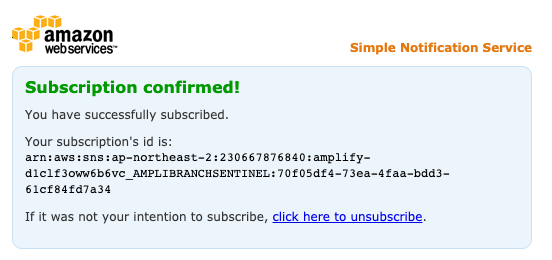 amazon
web services™
Simple Notification Service
Subscription confirmed!
You have successfully subscribed.
Your subscription's id is:
arn:aws:sns:ap-northeast-2:230667876840:amplify-
d1clf3oww6b6vc_AMPLIBRANCHSENTINEL:70f05df4-73ea-4faa-bdd3-
61cf84fd7a34
If it was not your intention to subscribe, click here to unsubscribe.